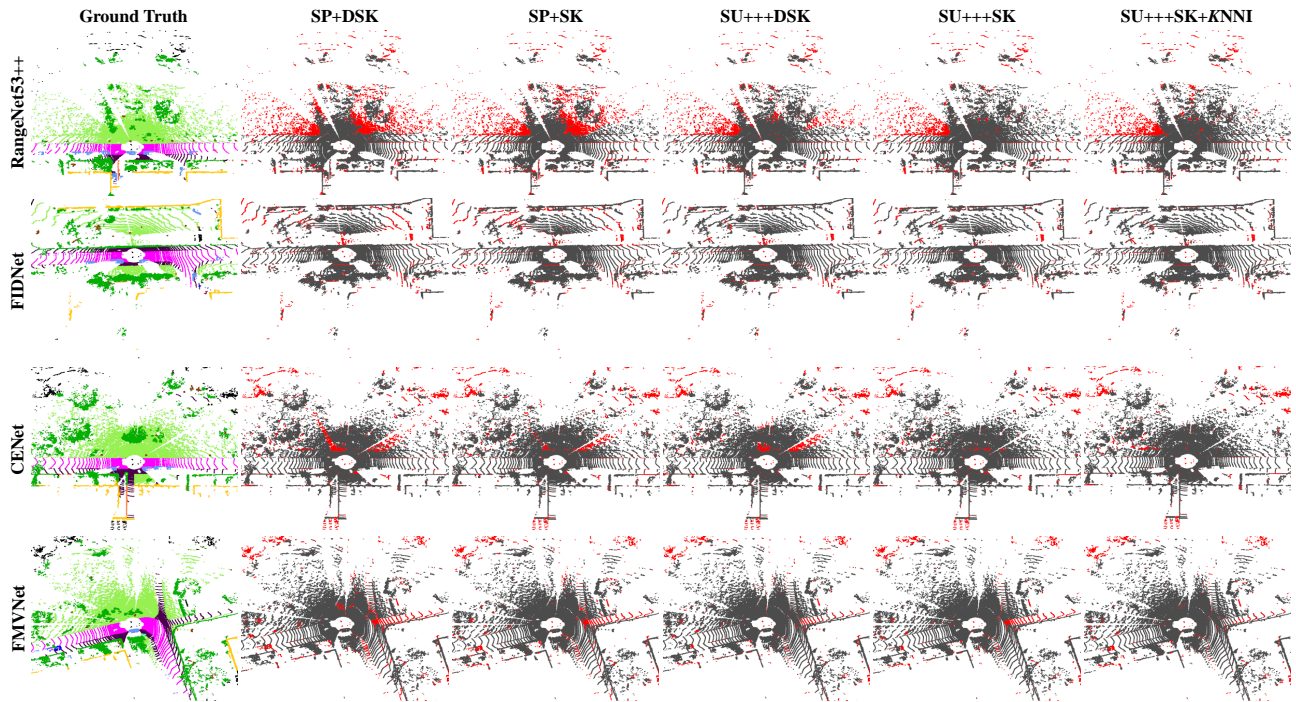 Ground Truth SP+DSK SP+SK SU+++DSK SU+++SK SU+++SK+KNNI
RangeNet53++
FIDNet
CENet
FMVNet